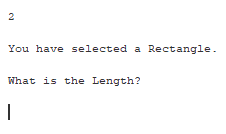 2
You have selected a Rectangle.
What is the Length?